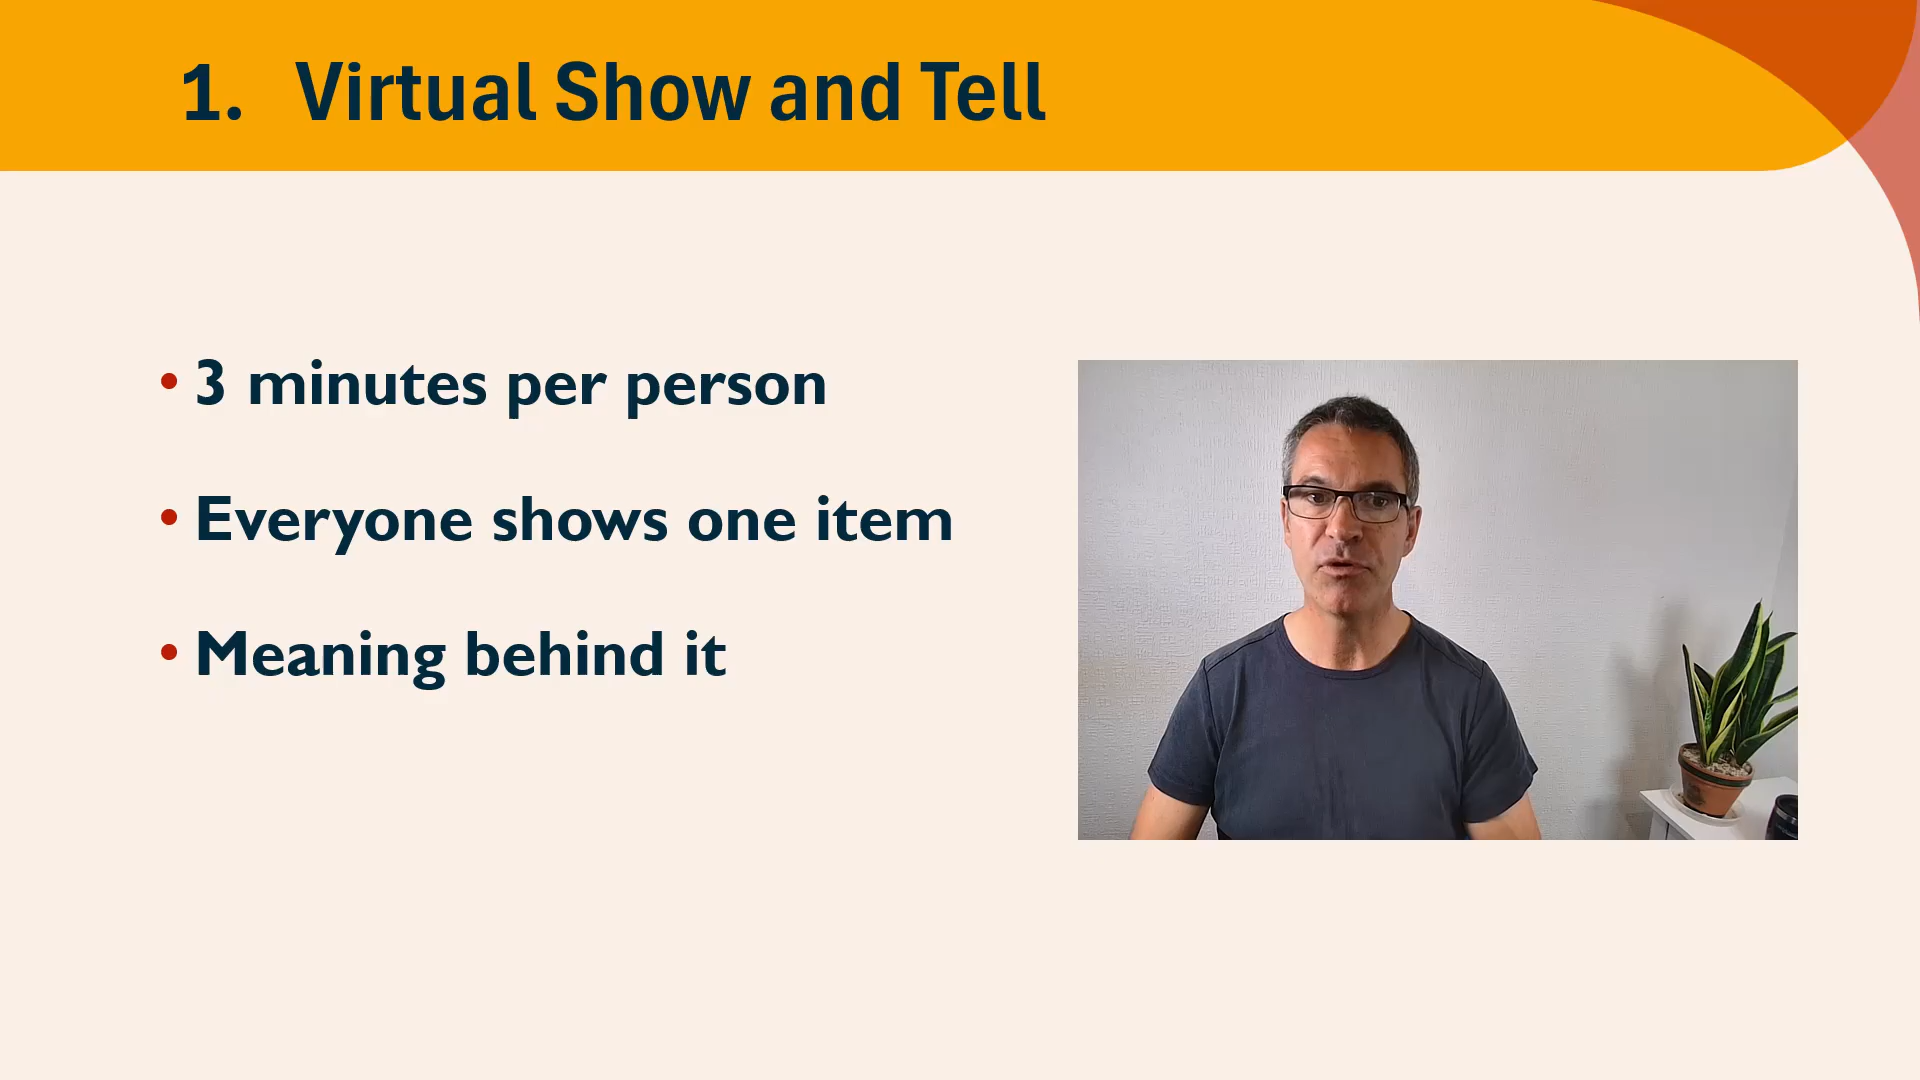 1. Virtual Show and Tell
• 3 minutes per person
• Everyone shows one item
• Meaning behind it